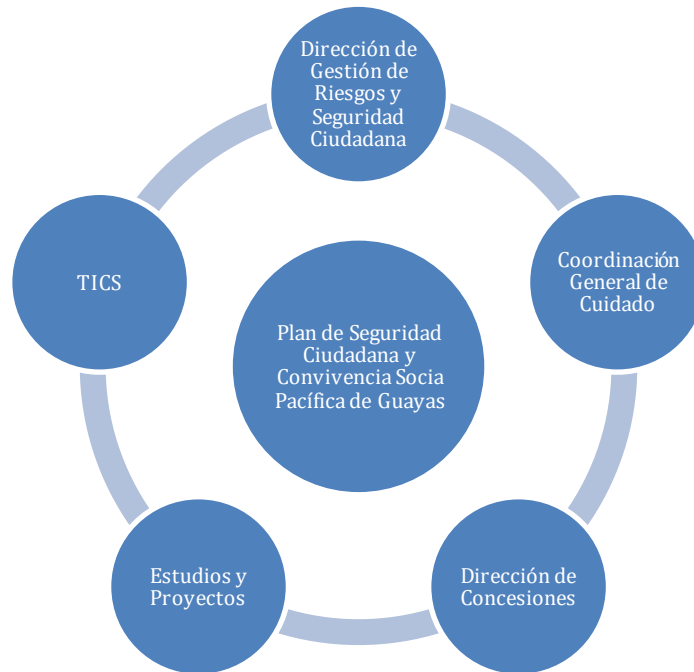 Dirección de
Gestión de
Riesgos y
Seguridad
Ciudadana
Coordinación
General de
Cuidado
Dirección de
Concesiones
Estudios y
Proyectos
TICS
Plan de Seguridad
Ciudadana y
Convivencia Socia
Pacífica de Guayas